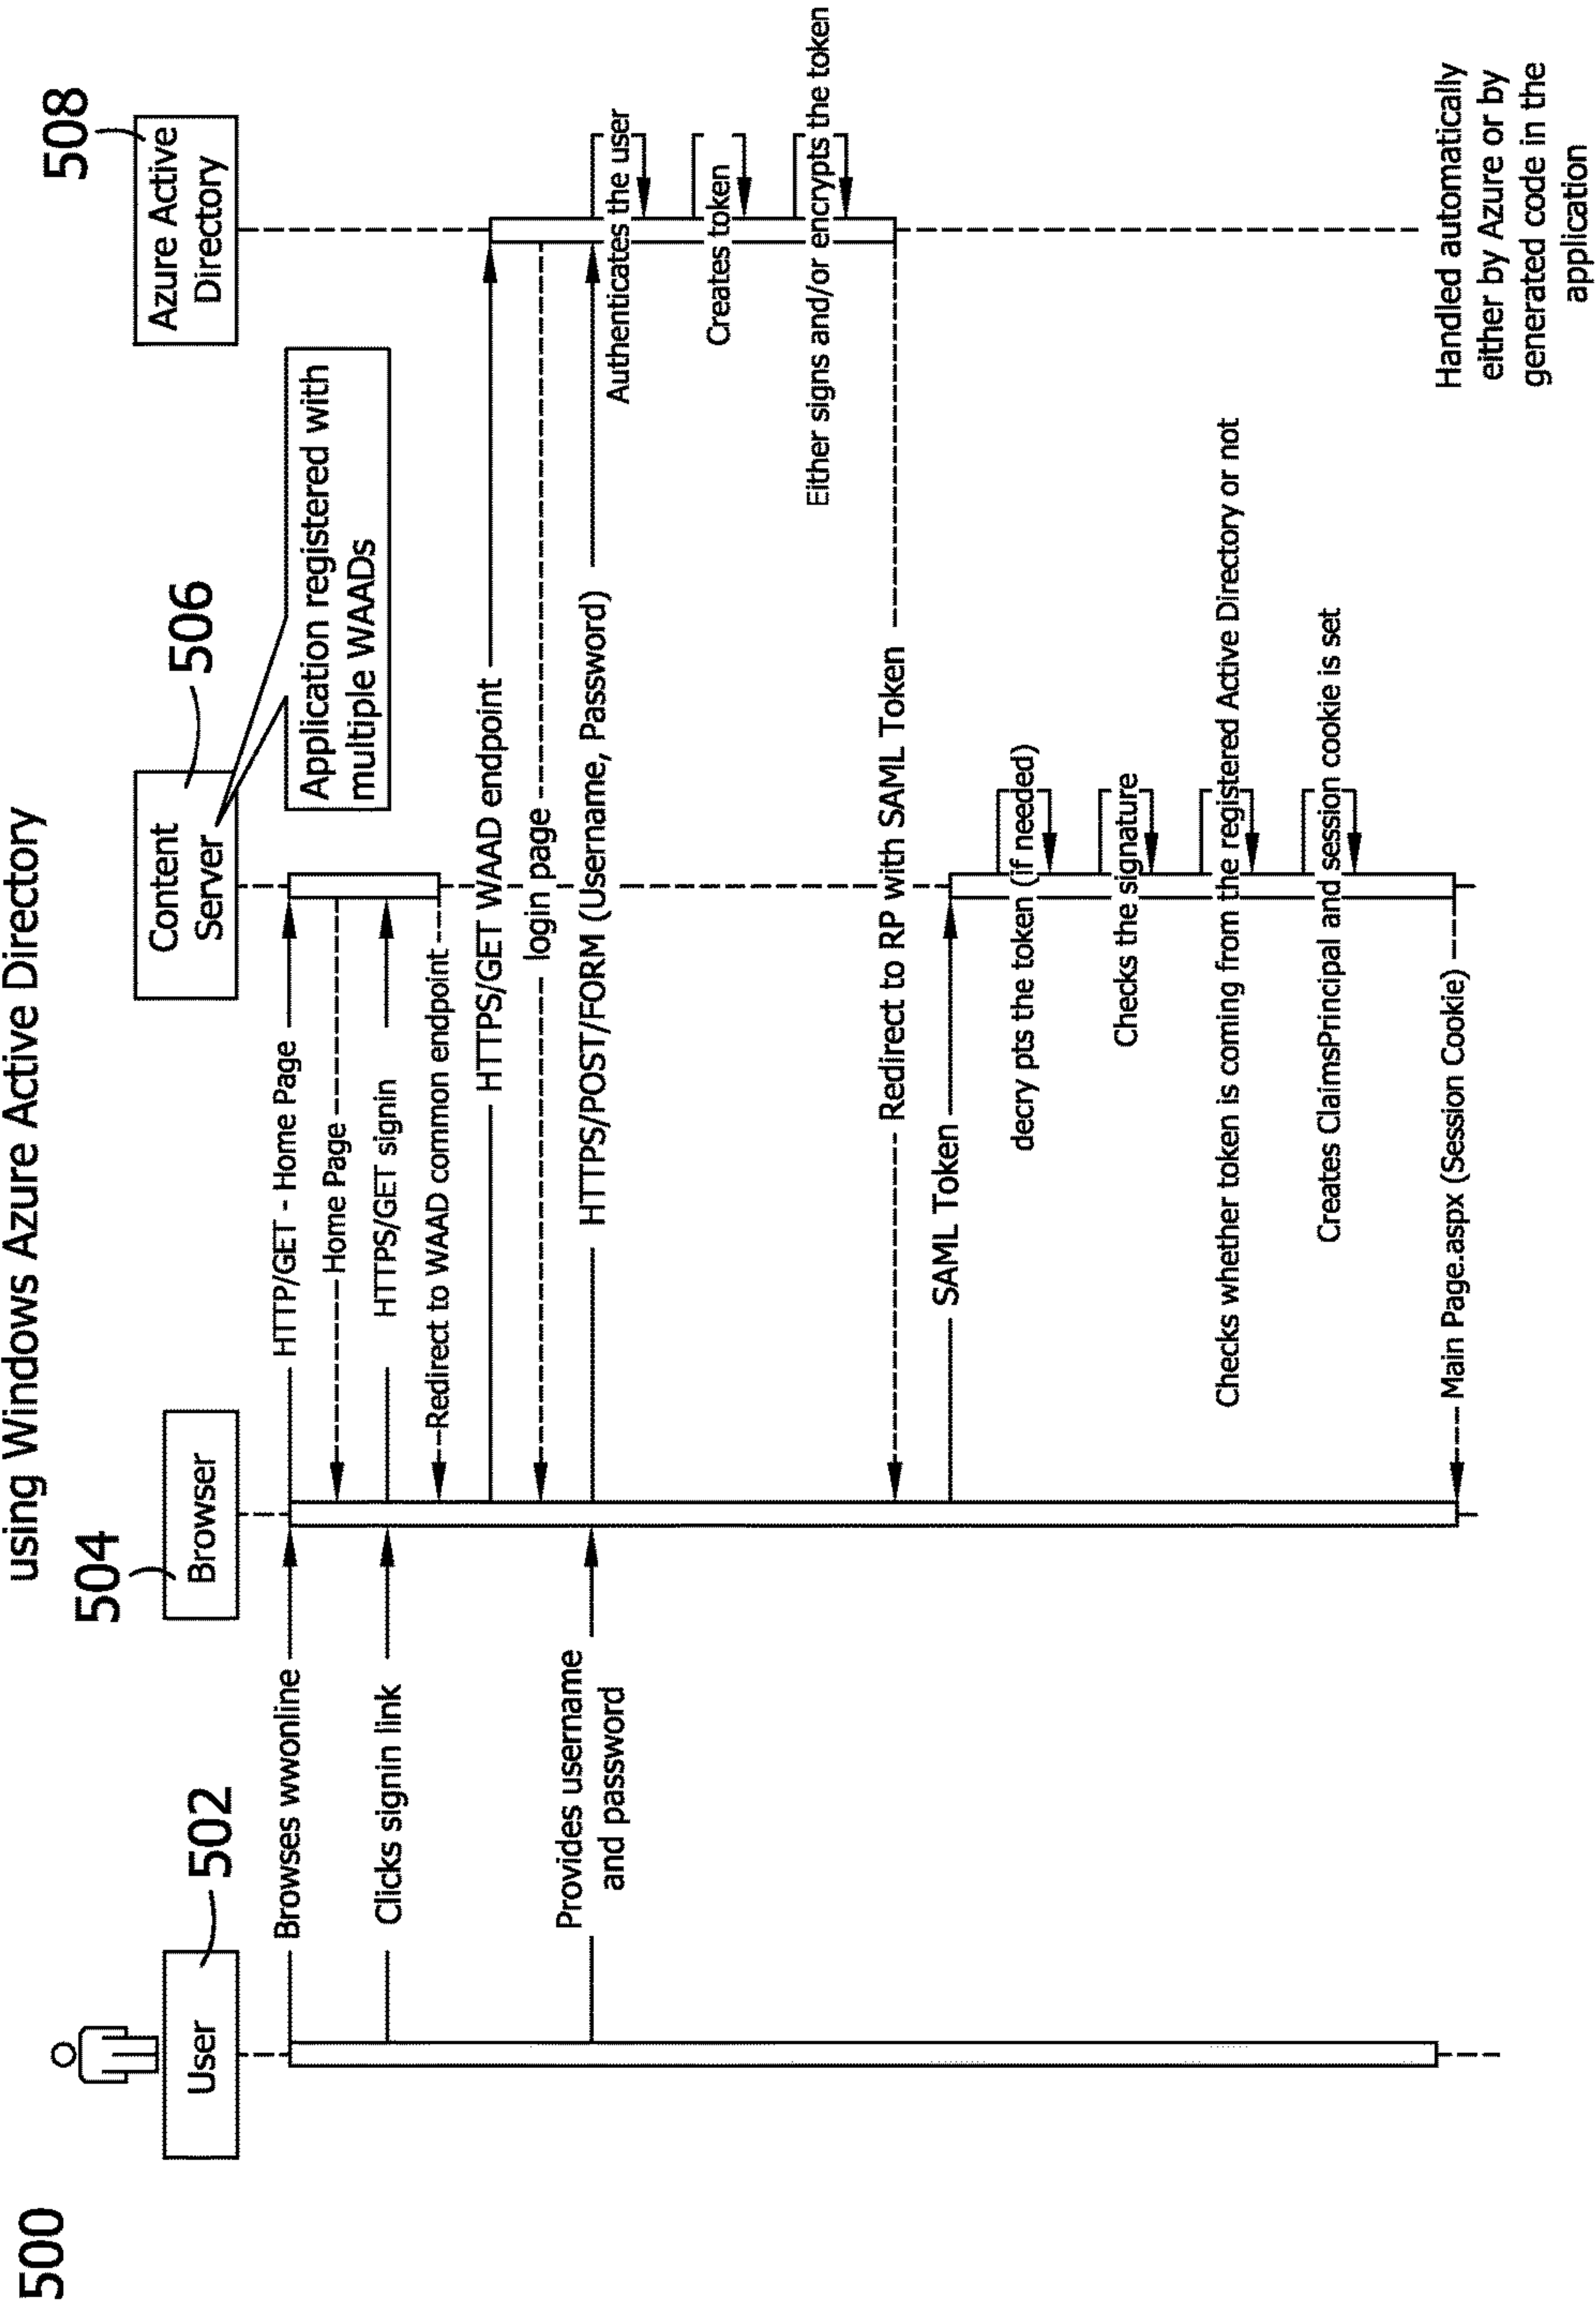 500
using Windows Azure Active Directory
502
504
506
508
User
Browser
Content
Server
Azure Active
Directory
Application registered with
multiple WAADs
Browses wwonline
HTTP/GET - Home Page
Home Page
Clicks signin link
HTTPS/GET signin
Redirect to WAAD common endpoint
HTTPS/GET WAAD endpoint
login page
Provides username
and password
HTTPS/POST/FORM (Username, Password)
Authenticates the user
Creates token
Either signs and/or encrypts the token
Redirect to RP with SAML Token
SAML Token
decry pts the token (if needed)
Checks the signature
Checks whether token is coming from the registered Active Directory or not
Creates ClaimsPrincipal and session cookie is set
Main Page.aspx (Session Cookie)
Handled automatically
either by Azure or by
generated code in the
application